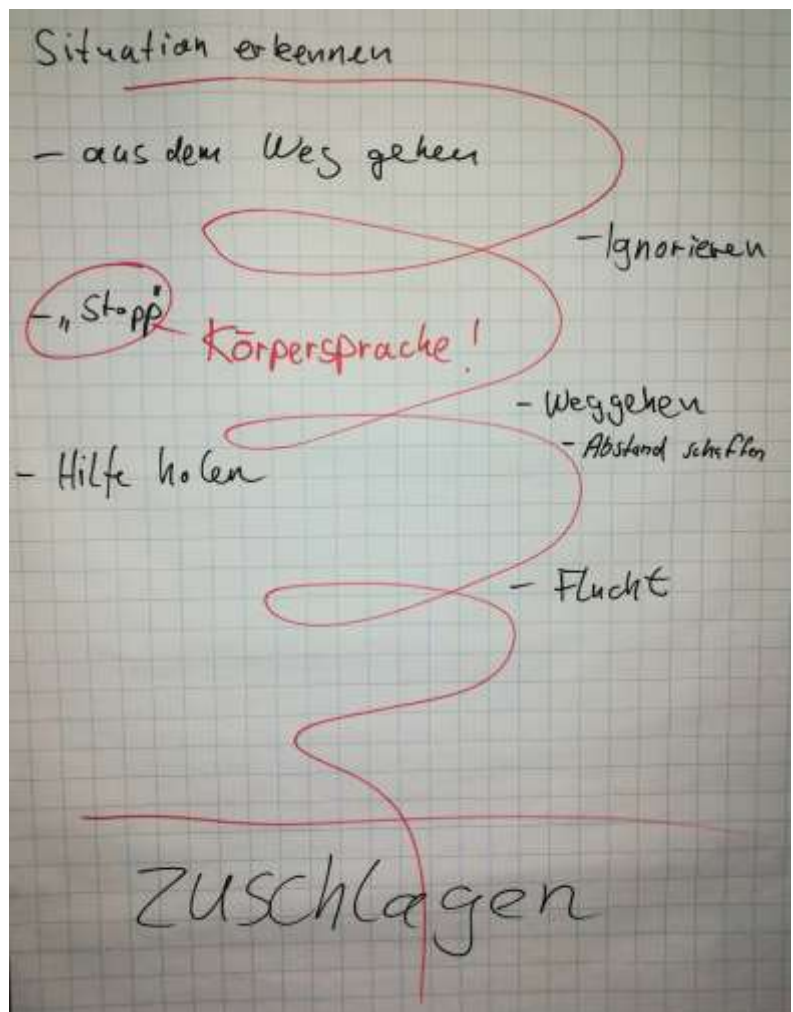 Situation erkennen
- aus dem Weg gehen
- Ignorieren
- „Stopp"
Körpersprache!
- Weggehen
- Abstand schaffen
- Hilfe holen
- Flucht
zuschlagen